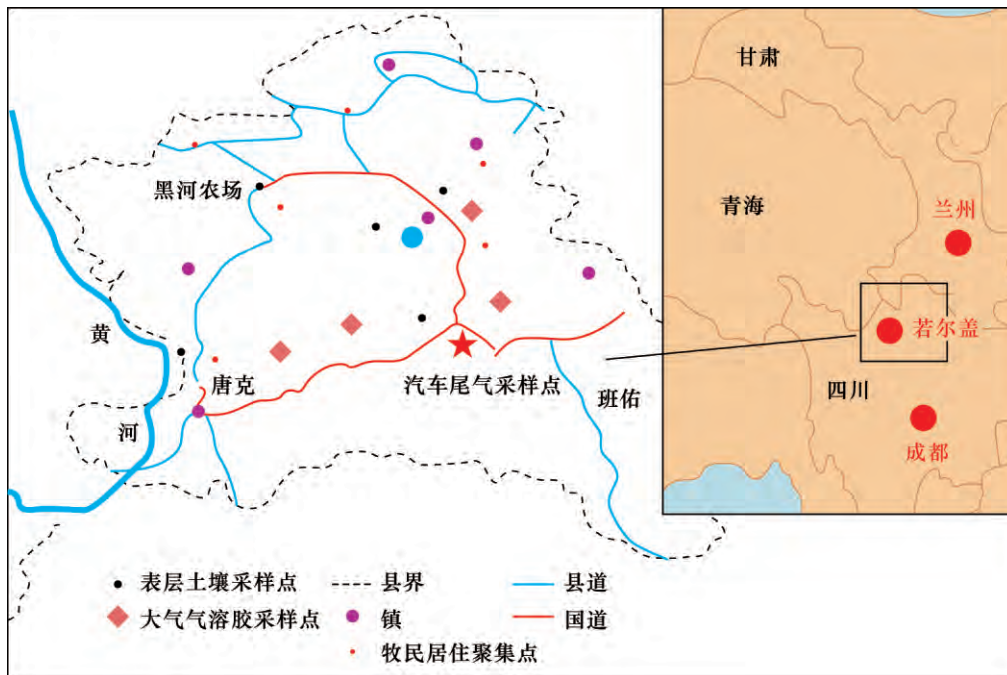 甘肃
青海
兰州
若尔盖
四川
成都
黑河农场
黄
河
唐克
汽车尾气采样点
班佑
表层土壤采样点
县界
县道
大气气溶胶采样点
镇
国道
牧民居住聚集点